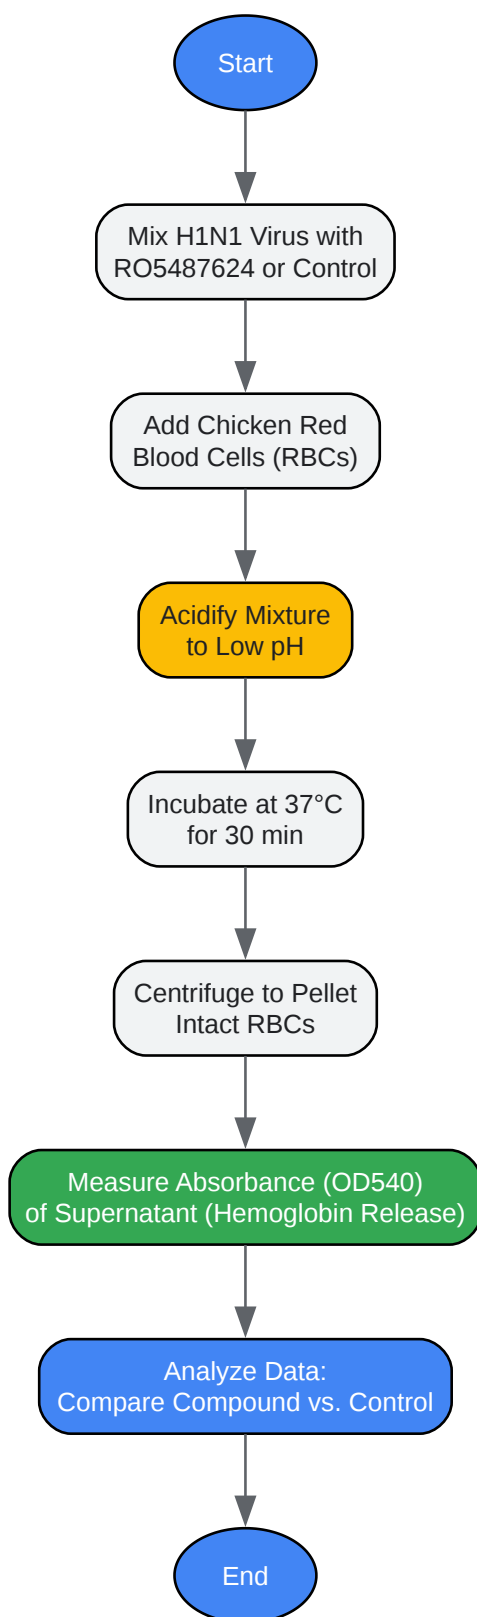 Start
Mix H1N1 Virus with
RO5487624 or Control
Add Chicken Red
Blood Cells (RBCs)
Acidify Mixture
to Low pH
Incubate at 37°C
for 30 min
Centrifuge to Pellet
Intact RBCs
Measure Absorbance (OD540)
of Supernatant (Hemoglobin Release)
Analyze Data:
Compare Compound vs. Control
End